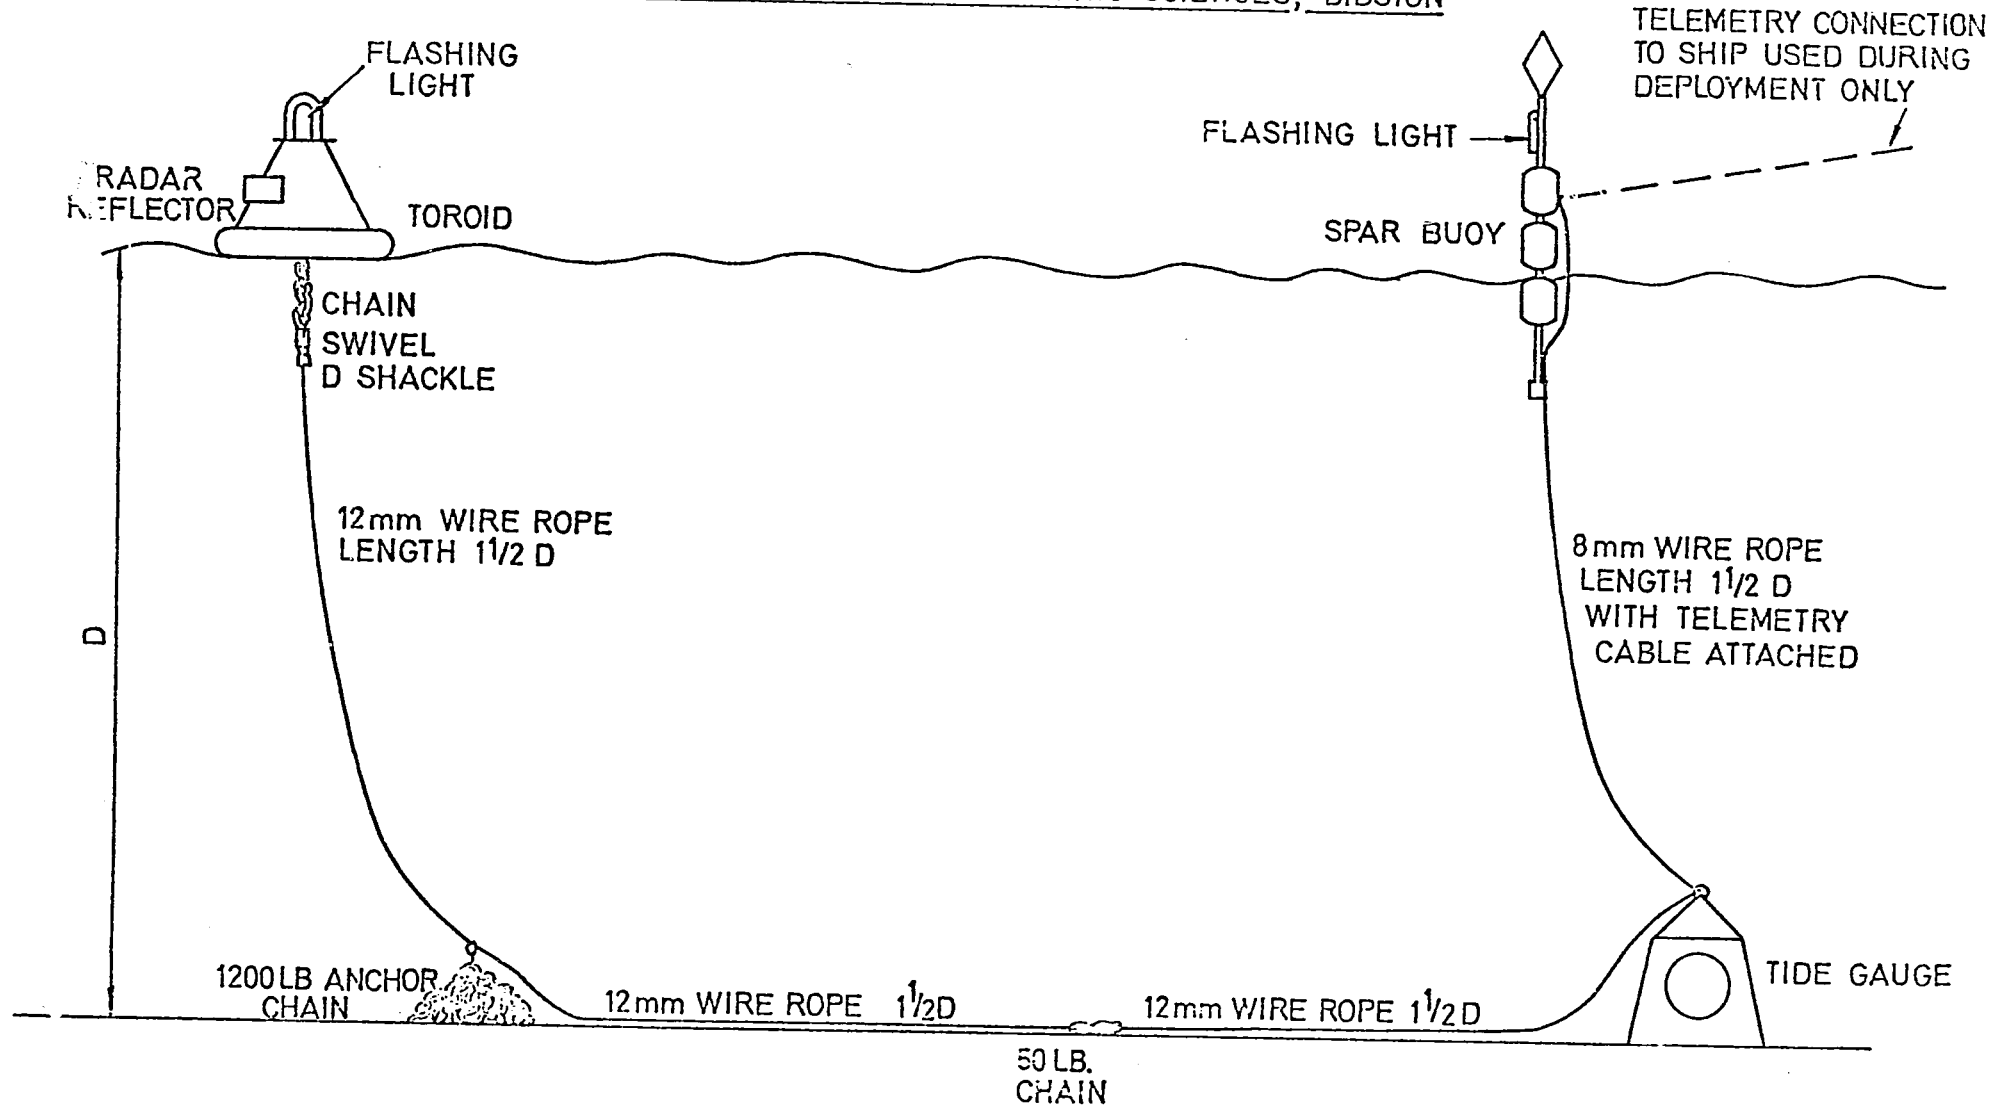 SCIENCES, BIDSTON
TELEMETRY CONNECTION
TO SHIP USED DURING
DEPLOYMENT ONLY
FLASHING
LIGHT
FLASHING LIGHT
RADAR
REFLECTOR
TOROID
SPAR BUOY
CHAIN
SWIVEL
D SHACKLE
12mm WIRE ROPE
LENGTH 1 1/2 D
8mm WIRE ROPE
LENGTH 1 1/2 D
WITH TELEMETRY
CABLE ATTACHED
D
1200 LB ANCHOR
CHAIN
12mm WIRE ROPE 1 1/2 D
12mm WIRE ROPE 1 1/2 D
TIDE GAUGE
50 LB.
CHAIN